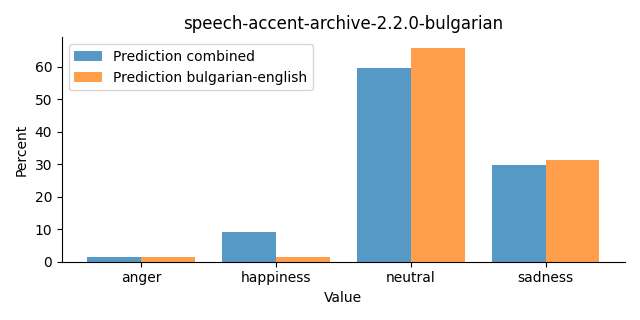 speech-accent-archive-2.2.0-bulgarian
Prediction combined
Prediction bulgarian-english
Percent
60
50
40
30
20
10
0
anger happiness neutral sadness
Value